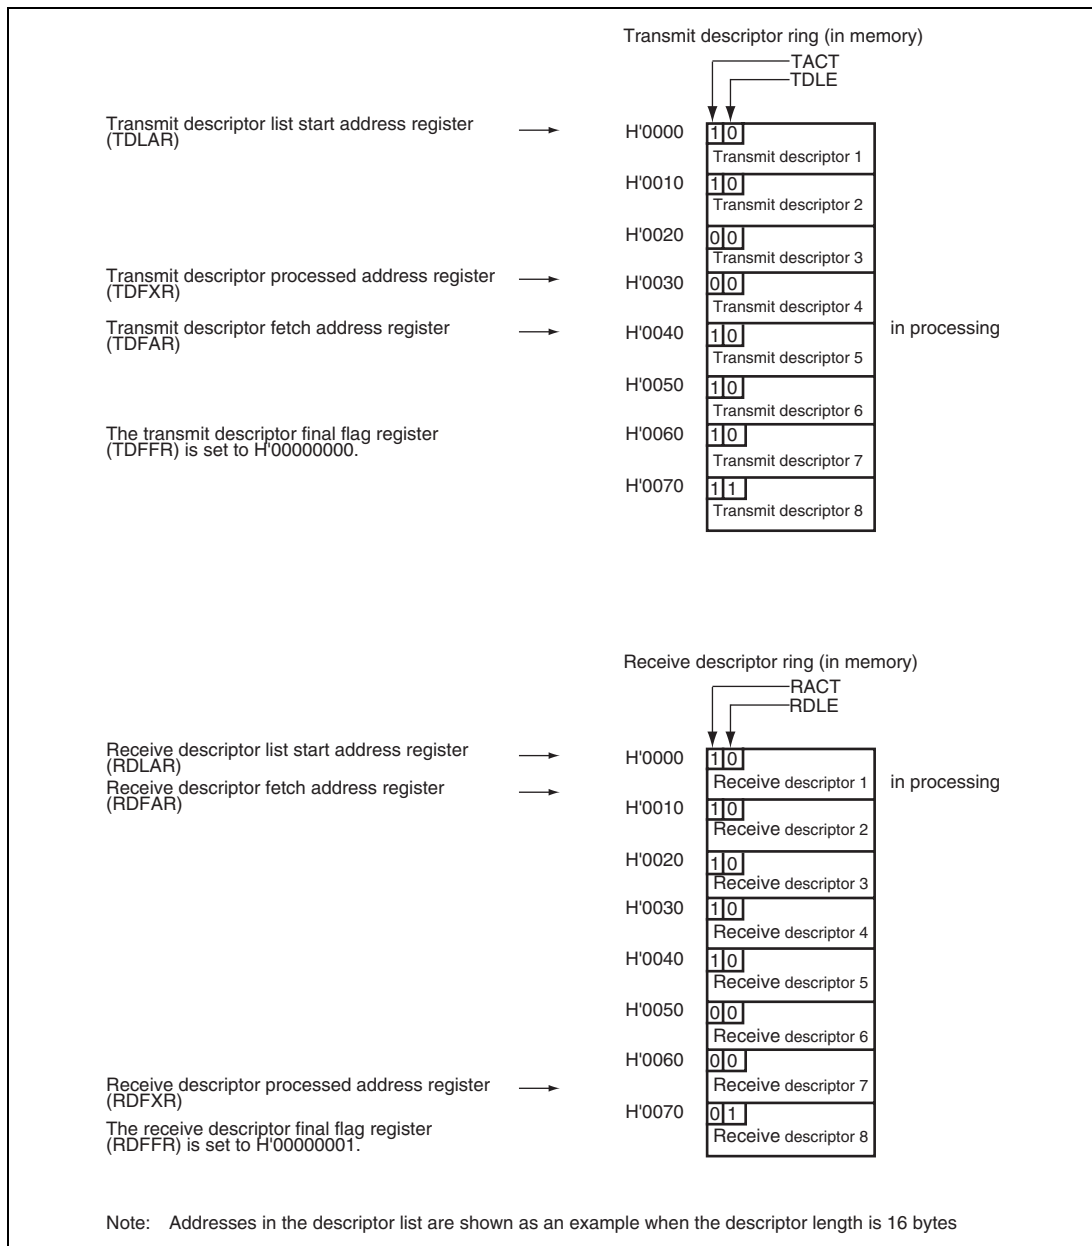 Transmit descriptor ring (in memory)
TACT
TDLE
Transmit descriptor list start address register
(TDLAR)
H'0000
1 0
Transmit descriptor 1
H'0010
1 0
Transmit descriptor 2
H'0020
0 0
Transmit descriptor 3
Transmit descriptor processed address register
(TDFXR)
H'0030
0 0
Transmit descriptor 4
Transmit descriptor fetch address register
(TDFAR)
H'0040
1 0
in processing
Transmit descriptor 5
H'0050
1 0
Transmit descriptor 6
The transmit descriptor final flag register
(TDFFR) is set to H'00000000.
H'0060
1 0
Transmit descriptor 7
H'0070
1 1
Transmit descriptor 8
Receive descriptor ring (in memory)
RACT
RDLE
Receive descriptor list start address register
(RDLAR)
H'0000
1 0
Receive descriptor 1
in processing
Receive descriptor fetch address register
(RDFAR)
H'0010
1 0
Receive descriptor 2
H'0020
1 0
Receive descriptor 3
H'0030
1 0
Receive descriptor 4
H'0040
1 0
Receive descriptor 5
H'0050
0 0
Receive descriptor 6
H'0060
0 0
Receive descriptor 7
Receive descriptor processed address register
(RDFXR)
H'0070
0 1
Receive descriptor 8
The receive descriptor final flag register
(RDFFR) is set to H'00000001.
Note: Addresses in the descriptor list are shown as an example when the descriptor length is 16 bytes